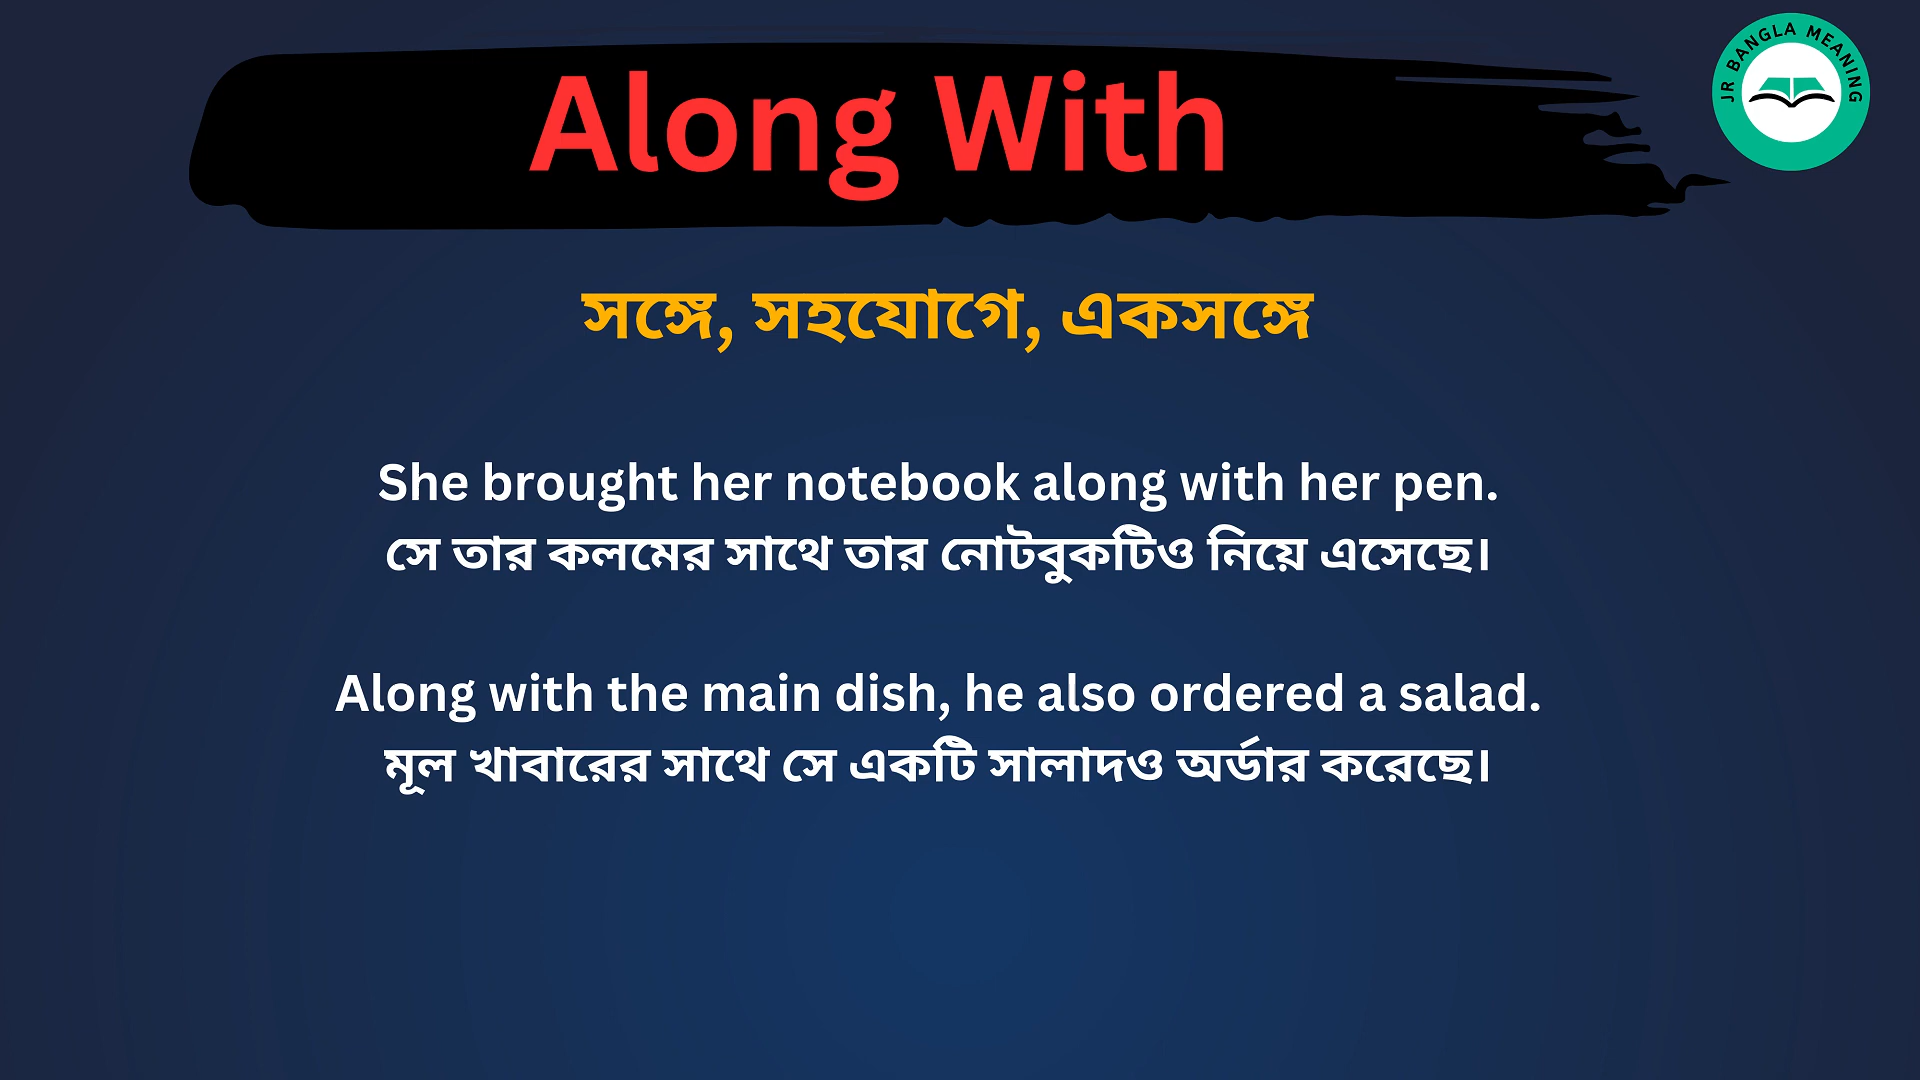 Along With
JR BANGLA MEANING
সঙ্গে, সহযোগে, একসঙ্গে
She brought her notebook along with her pen.
সে তার কলমের সাথে তার নোটবুকটিও নিয়ে এসেছে।
Along with the main dish, he also ordered a salad.
মূল খাবারের সাথে সে একটি সালাদও অর্ডার করেছে।